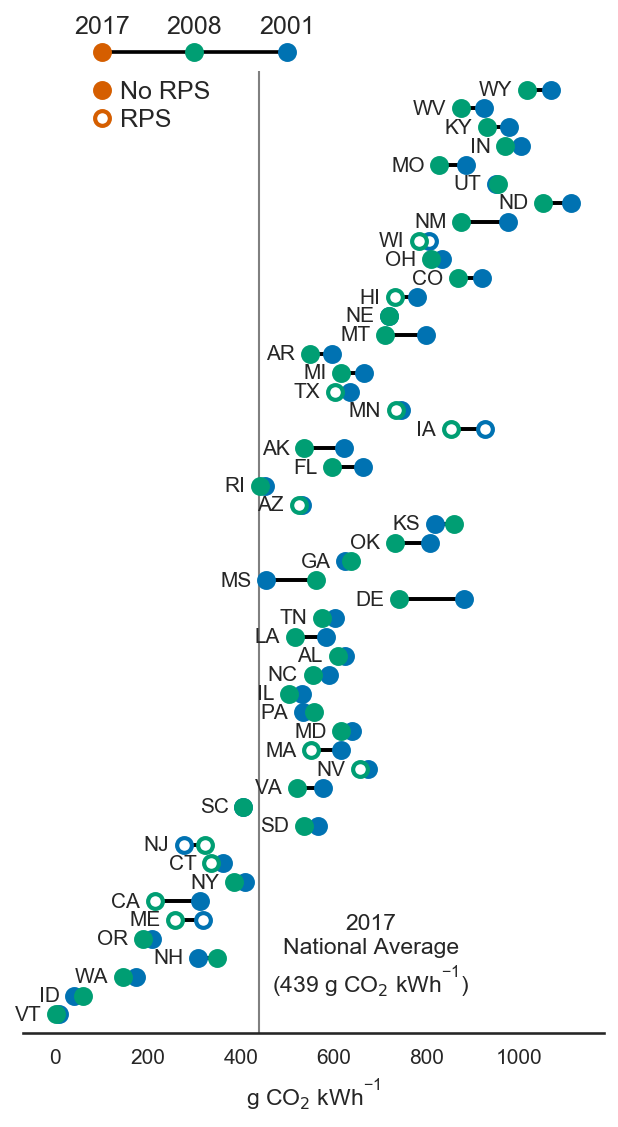 2017 2008 2001
No RPS
RPS
WY
WV
KY
IN
MO
UT
ND
NM
WI
OH
CO
HI
NE
MT
AR
MI
TX
MN
IA
AK
FL
RI
AZ
KS
OK
GA
MS
DE
TN
LA
AL
NC
IL
PA
MD
MA
NV
VA
SC
SD
NJ
CT
NY
CA
ME
OR
NH
WA
ID
VT
2017
National Average
(439 g CO₂ kWh⁻¹)
0 200 400 600 800 1000
g CO₂ kWh⁻¹